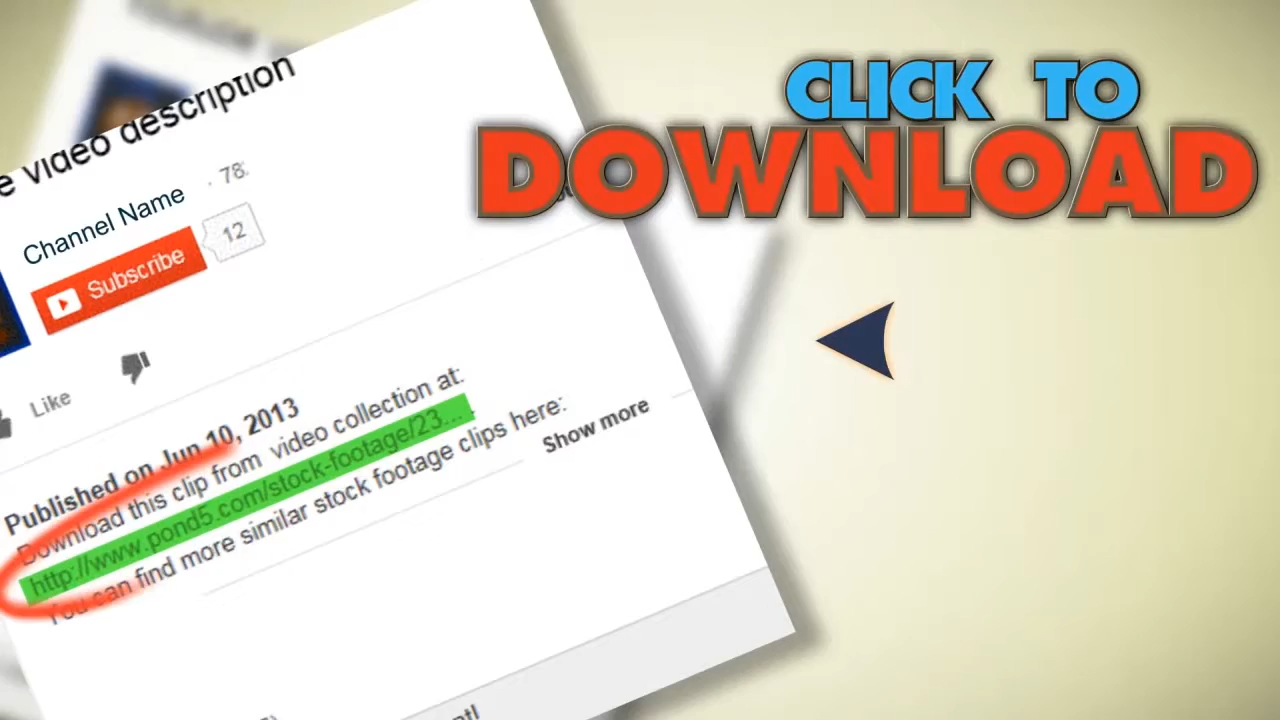 CLICK TO
DOWNLOAD
e video description
Channel Name
78
Subscribe
12
Like
Published on Jun 10, 2013
Download this clip from video collection at:
http://www.pond5.com/stock-footage/23...
You can find more similar stock footage clips here:
Show more